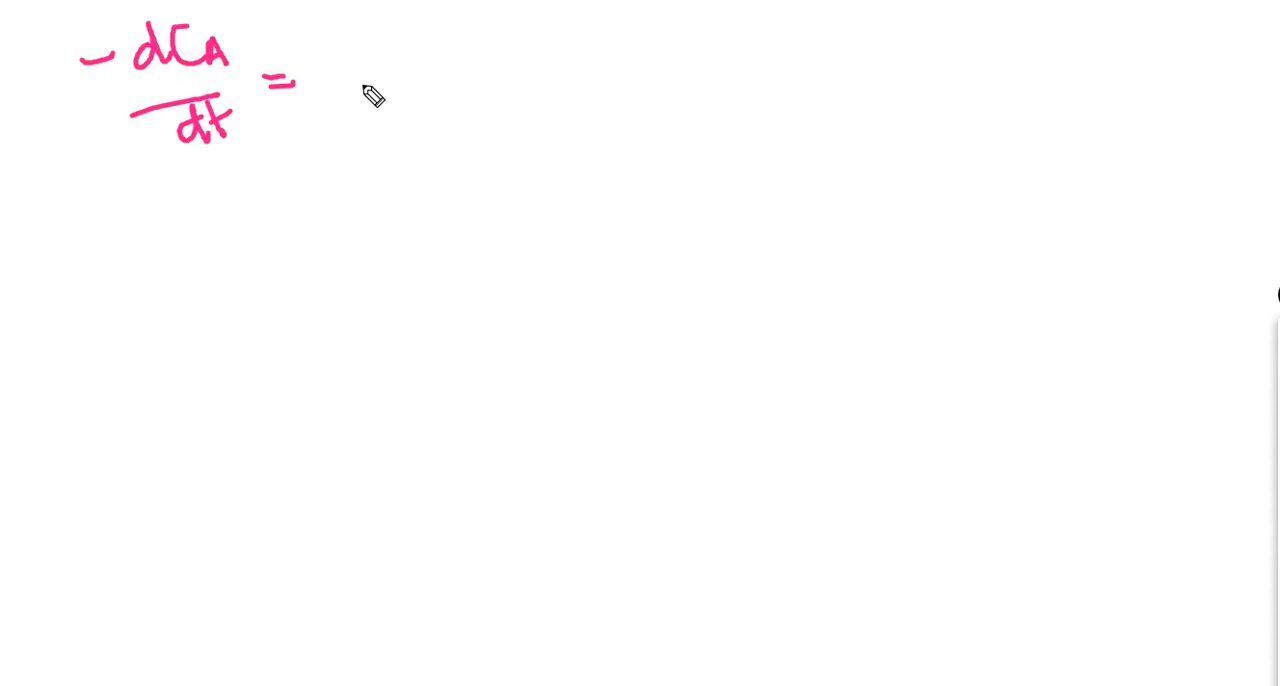 - dCA
=
dt